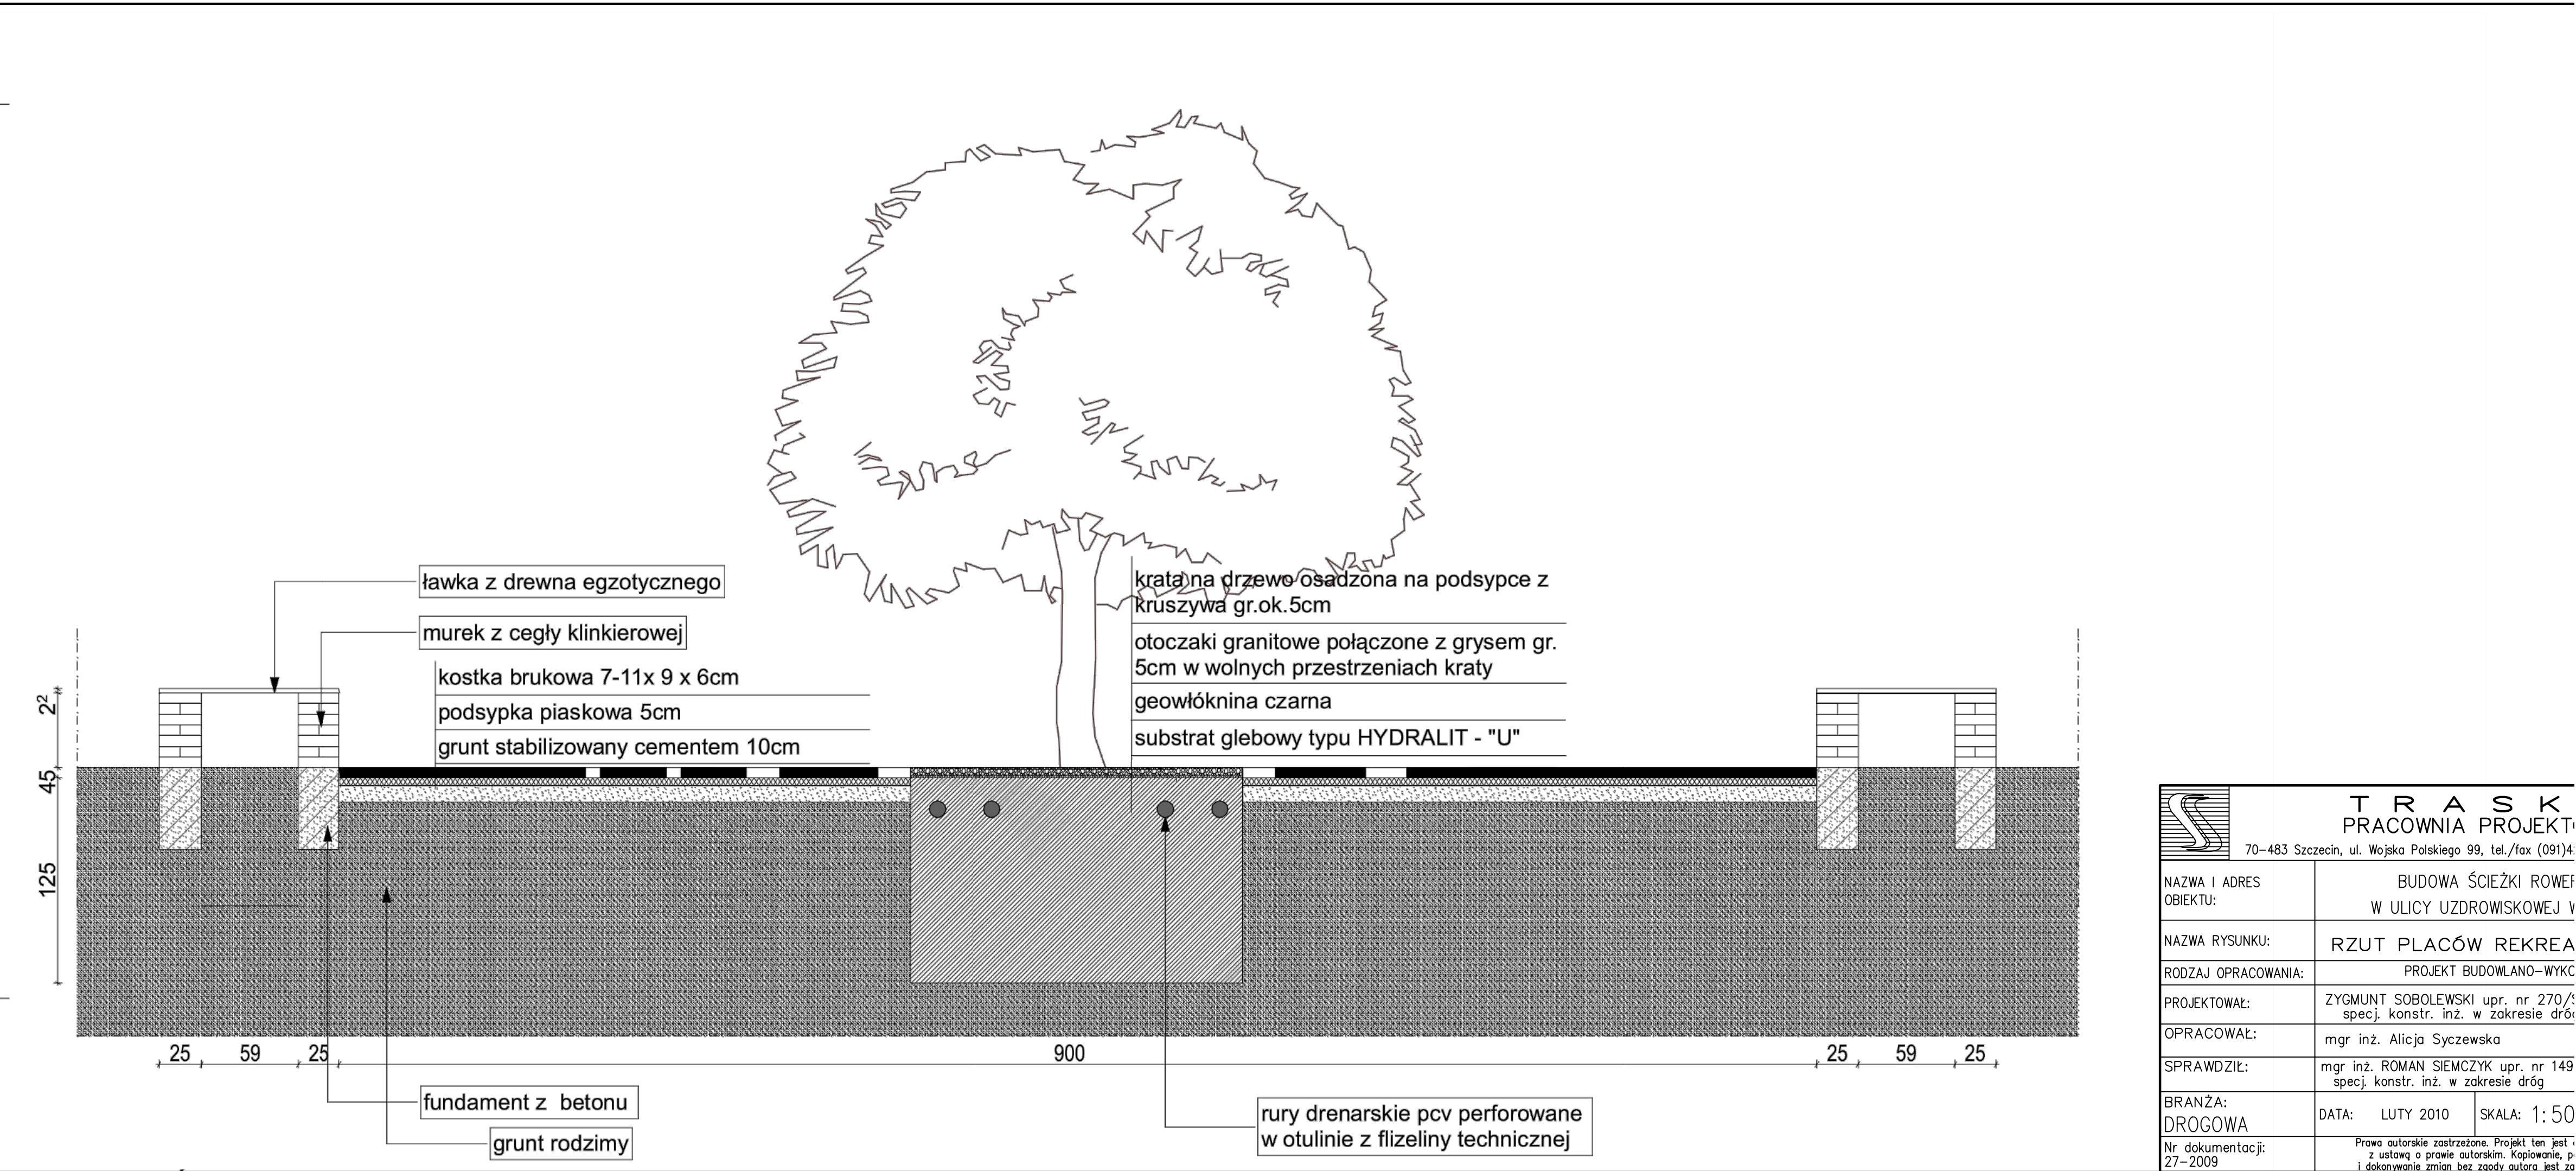 ławka z drewna egzotycznego
murek z cegły klinkierowej
kostka brukowa 7-11x 9 x 6cm
podsypka piaskowa 5cm
grunt stabilizowany cementem 10cm
krata na drzewo osadzona na podsypce z
kruszywa gr.ok.5cm
otoczaki granitowe połączone z grysem gr.
5cm w wolnych przestrzeniach kraty
geowłóknina czarna
substrat glebowy typu HYDRALIT - "U"
2²
45
125
25 59 25 900 25 59 25
fundament z betonu
grunt rodzimy
rury drenarskie pcv perforowane
w otulinie z flizeliny technicznej
T R A S K
PRACOWNIA PROJEKT
70-483 Szczecin, ul. Wojska Polskiego 99, tel./fax (091)4
NAZWA I ADRES
OBIEKTU:
BUDOWA ŚCIEŻKI ROWE
W ULICY UZDROWISKOWEJ
NAZWA RYSUNKU:
RZUT PLACÓW REKREA
RODZAJ OPRACOWANIA:
PROJEKT BUDOWLANO-WYKO
PROJEKTOWAŁ:
ZYGMUNT SOBOLEWSKI upr. nr 270/
specj. konstr. inż. w zakresie dró
OPRACOWAŁ:
mgr inż. Alicja Syczewska
SPRAWDZIŁ:
mgr inż. ROMAN SIEMCZYK upr. nr 149
specj. konstr. inż. w zakresie dróg
BRANŻA:
DROGOWA
DATA: LUTY 2010 SKALA: 1:50
Nr dokumentacji:
27-2009
Prawa autorskie zastrzeżone. Projekt ten jest
z ustawą o prawie autorskim. Kopiowanie,
i dokonywanie zmian bez zgody autora jest